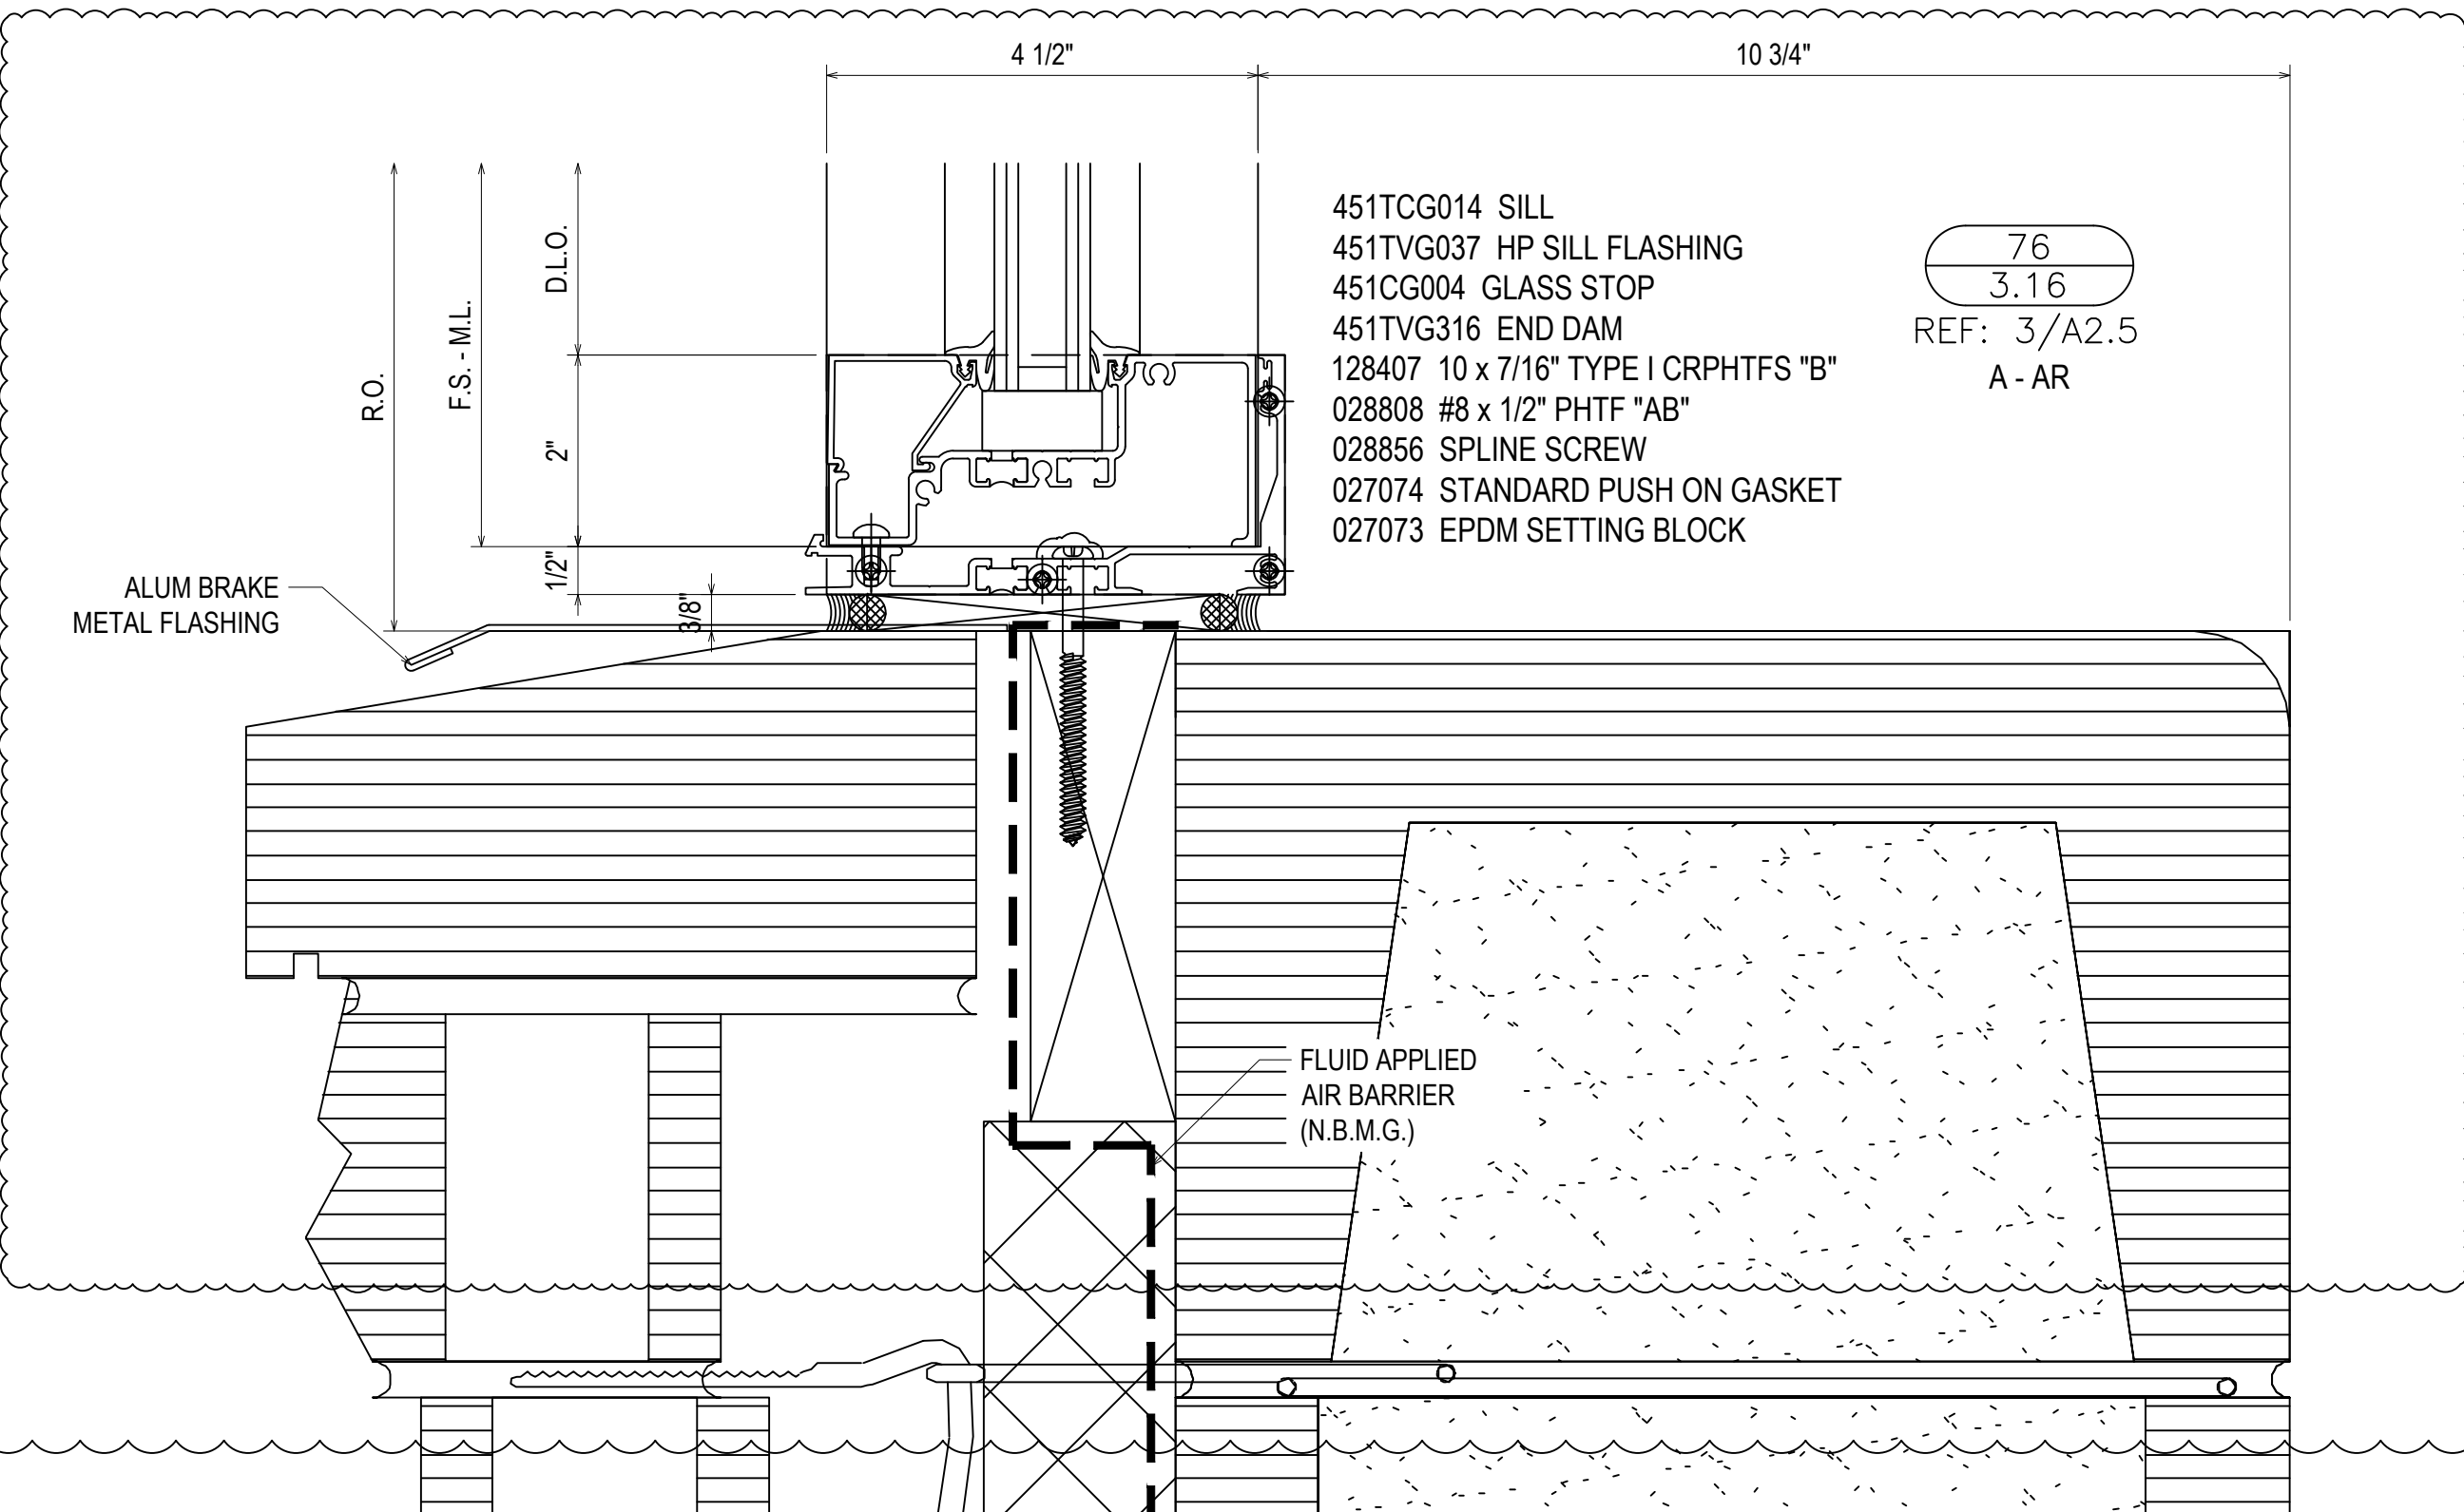 4 1/2"
10 3/4"
R.O.
F.S. - M.L.
D.L.O.
2"
1/2"
3/8"
451TCG014 SILL
451TVG037 HP SILL FLASHING
451CG004 GLASS STOP
451TVG316 END DAM
128407 10 x 7/16" TYPE I CRPHTFS "B"
028808 #8 x 1/2" PHTF "AB"
028856 SPLINE SCREW
027074 STANDARD PUSH ON GASKET
027073 EPDM SETTING BLOCK
76
3.16
REF: 3/A2.5
A - AR
ALUM BRAKE
METAL FLASHING
FLUID APPLIED
AIR BARRIER
(N.B.M.G.)